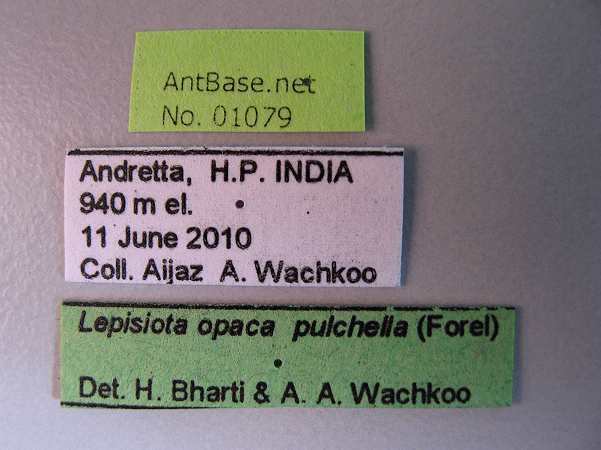 AntBase.net
No. 01079
Andretta, H.P. INDIA
940 m el.
11 June 2010
Coll. Aijaz A. Wachkoo
Lepisiota opaca pulchella (Forel)
Det. H. Bharti & A. A. Wachkoo